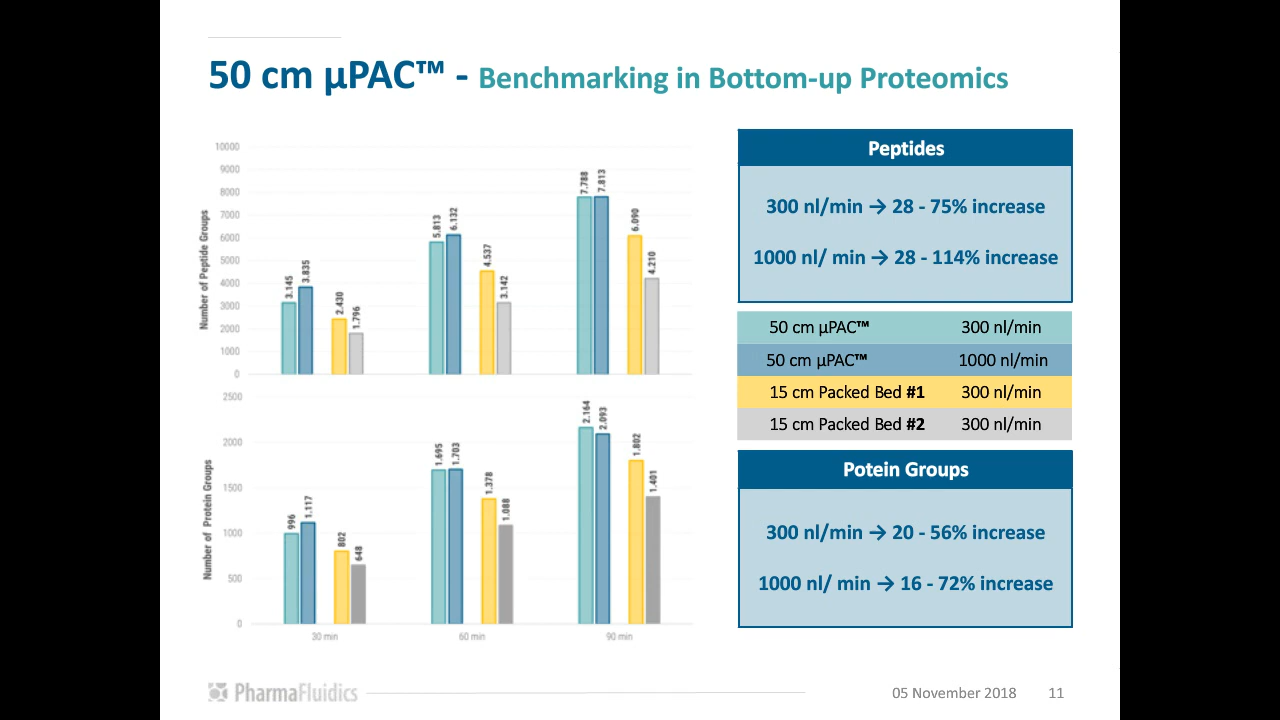 50 cm µPAC™ - Benchmarking in Bottom-up Proteomics
Number of Peptide Groups
10000
9000
8000
7000
6000
5000
4000
3000
2000
1000
0
3.145
3.835
2.430
1.796
5.813
6.132
4.537
3.142
7.788
7.813
6.090
4.210
Number of Protein Groups
2500
2000
1500
1000
500
0
996
1.117
802
648
1.695
1.703
1.378
1.088
2.164
2.093
1.802
1.401
30 min
60 min
90 min
Peptides
300 nl/min → 28 - 75% increase
1000 nl/ min → 28 - 114% increase
50 cm µPAC™ 300 nl/min
50 cm µPAC™ 1000 nl/min
15 cm Packed Bed #1 300 nl/min
15 cm Packed Bed #2 300 nl/min
Potein Groups
300 nl/min → 20 - 56% increase
1000 nl/ min → 16 - 72% increase
PharmaFluidics
05 November 2018 11